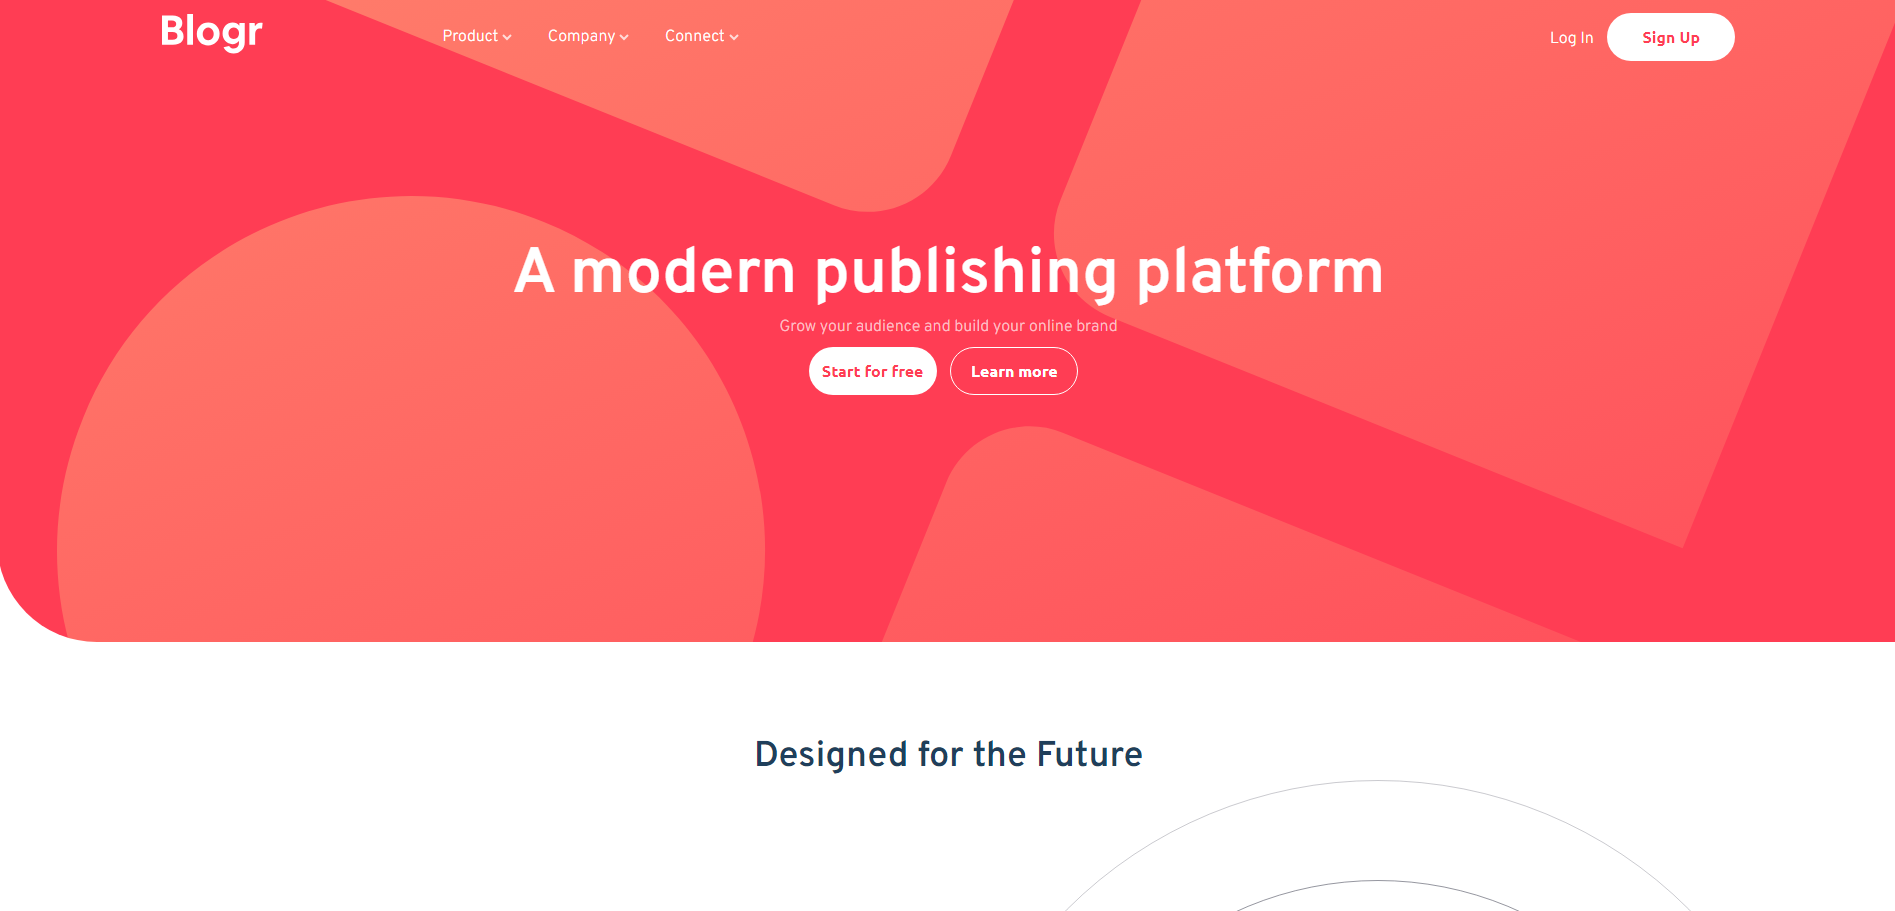 Blogr
Product
Company
Connect
Log In
Sign Up
A modern publishing platform
Grow your audience and build your online brand
Start for free
Learn more
Designed for the Future